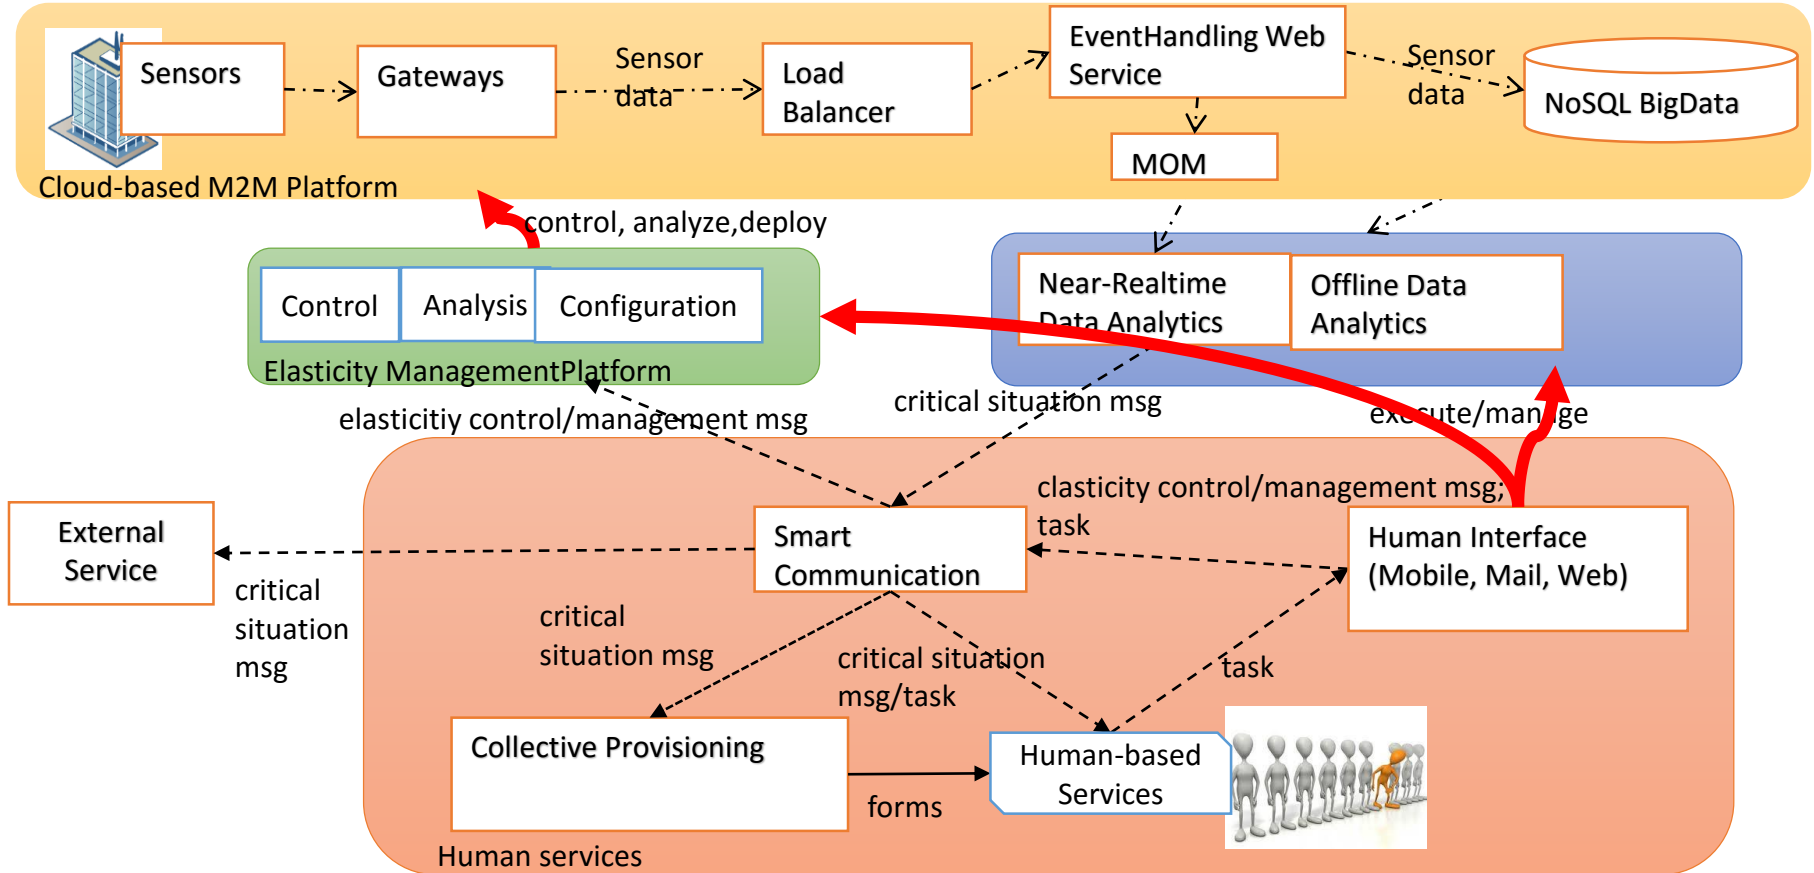 Sensors
Gateways
Sensor
data
Load
Balancer
EventHandling Web
Service
Sensor
data
NoSQL BigData
MOM
Cloud-based M2M Platform
control, analyze,deploy
Control
Analysis
Configuration
Elasticity ManagementPlatform
Near-Realtime
Data Analytics
Offline Data
Analytics
elasticitiy control/management msg
critical situation msg
execute/manage
External
Service
critical
situation
msg
Smart
Communication
clasticity control/management msg;
task
Human Interface
(Mobile, Mail, Web)
critical
situation msg
critical situation
msg/task
task
Collective Provisioning
forms
Human-based
Services
Human services